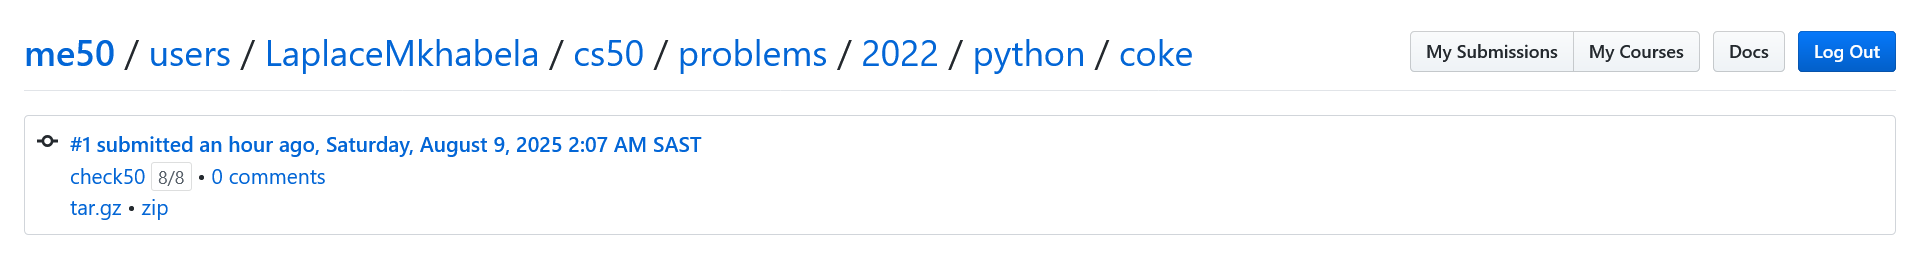 me50 / users / LaplaceMkhabela / cs50 / problems / 2022 / python / coke
My Submissions My Courses Docs Log Out
#1 submitted an hour ago, Saturday, August 9, 2025 2:07 AM SAST
check50 8/8 • 0 comments
tar.gz • zip